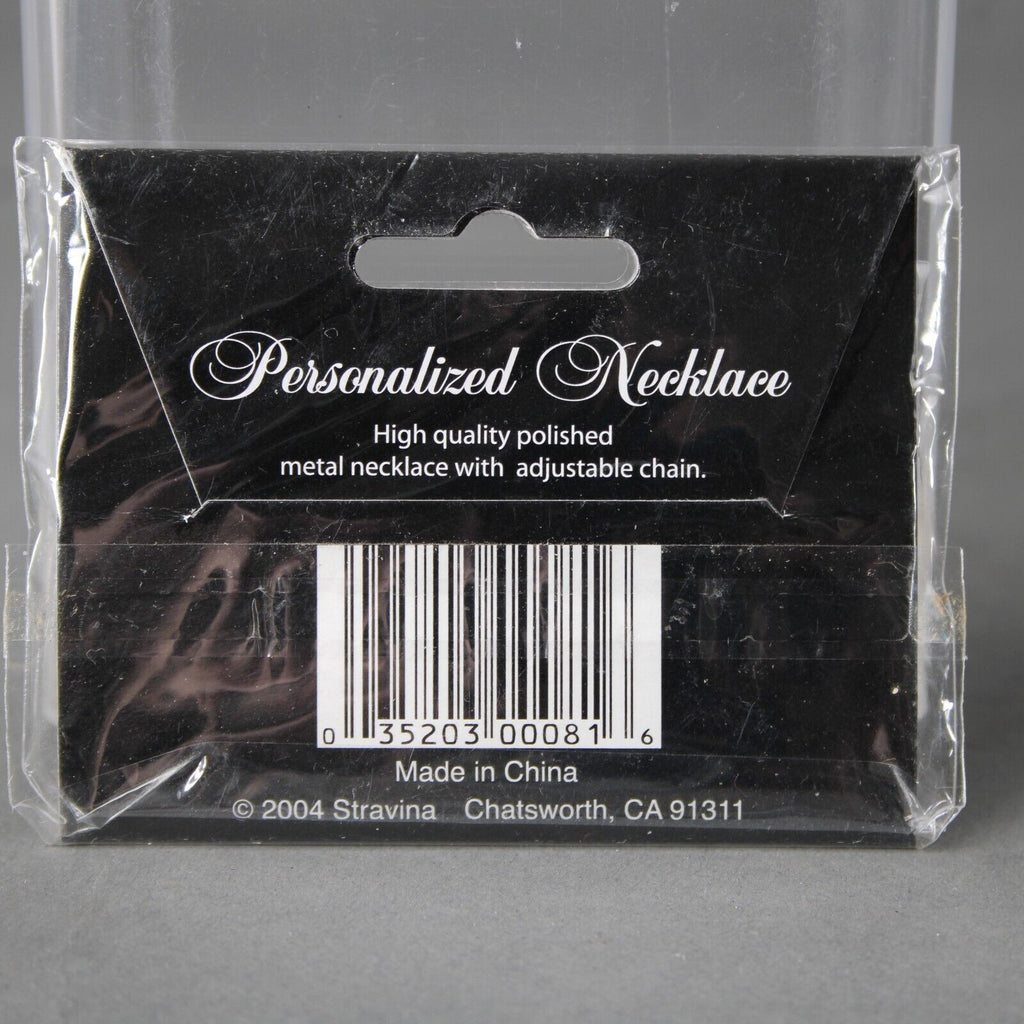 Personalized Necklace
High quality polished
metal necklace with adjustable chain.
0 35203 00081 6
Made in China
© 2004 Stravina Chatsworth, CA 91311